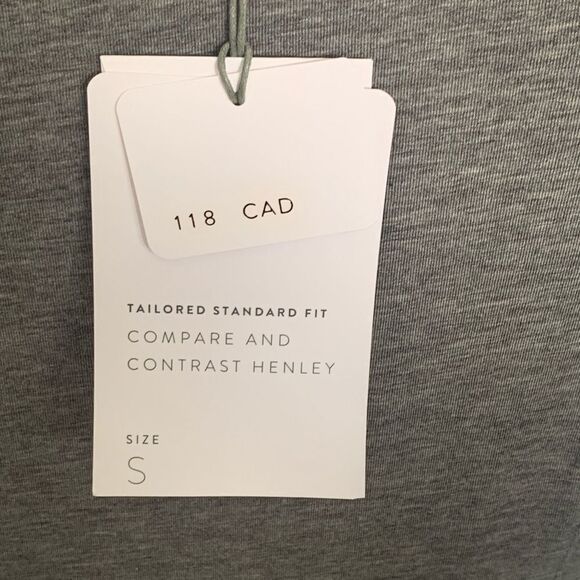 118 CAD
TAILORED STANDARD FIT
COMPARE AND
CONTRAST HENLEY
SIZE
S